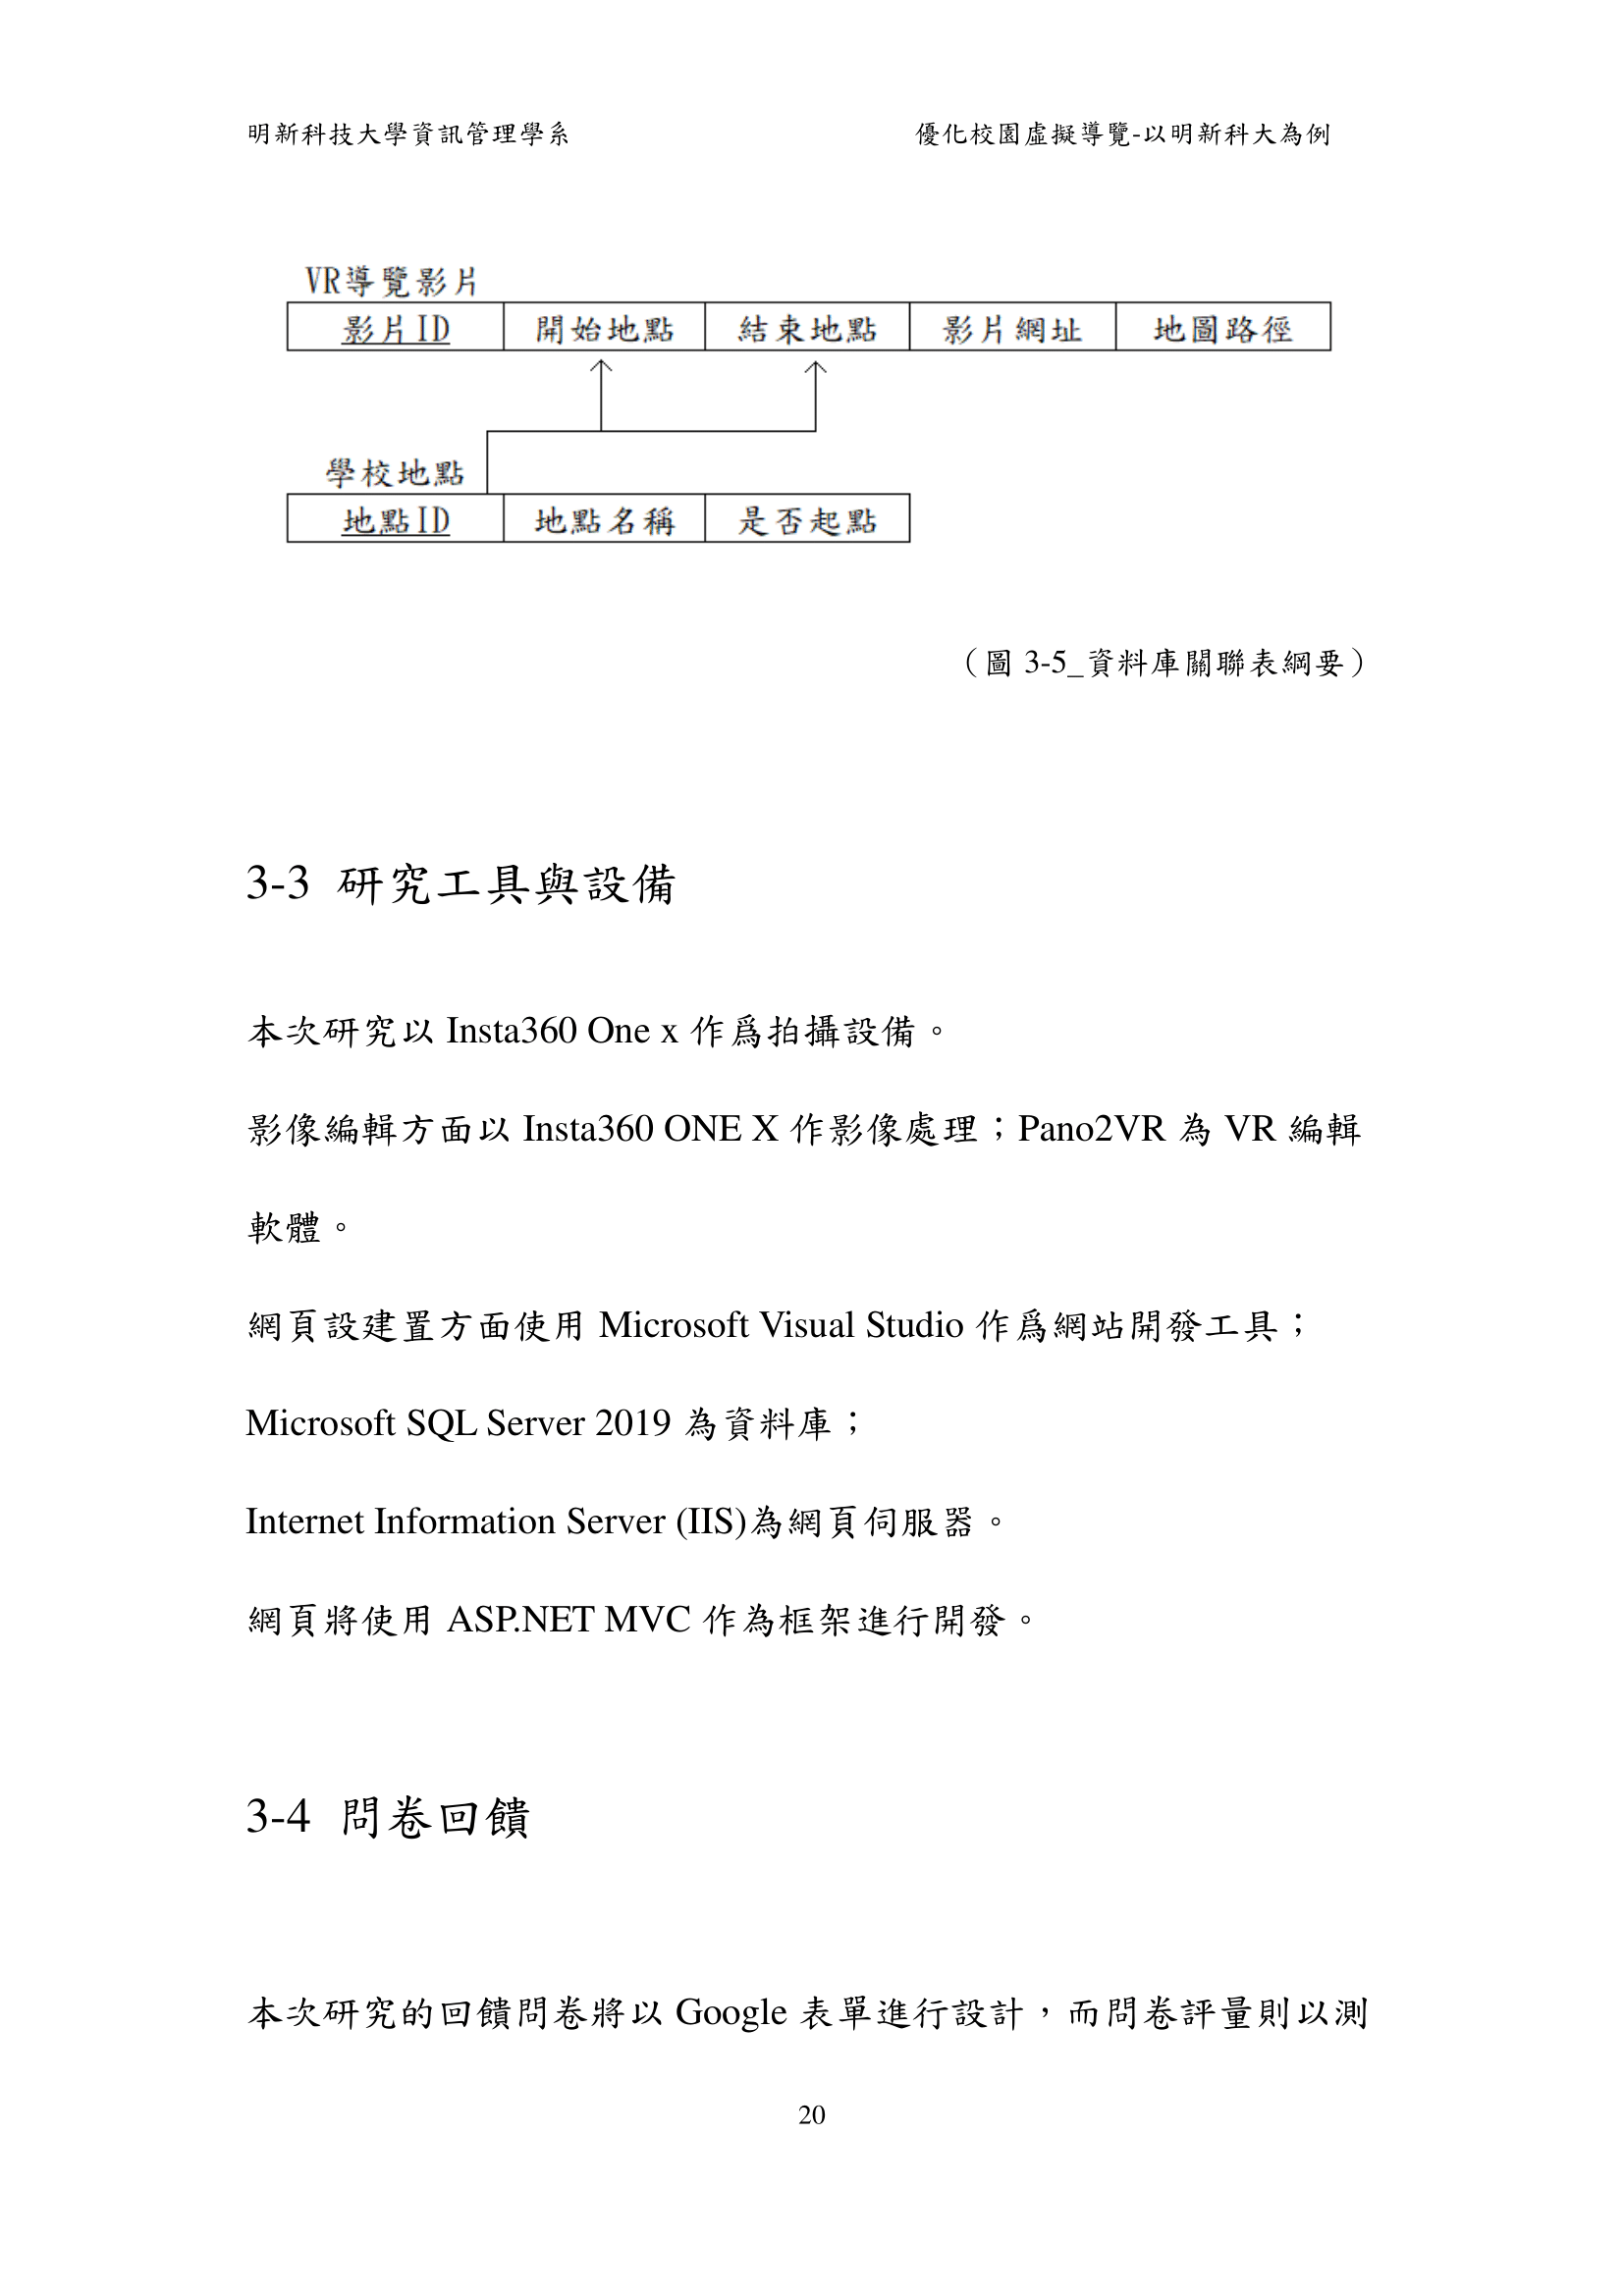 明新科技大學資訊管理學系 優化校園虛擬導覽-以明新科大為例
VR導覽影片
影片ID 開始地點 結束地點 影片網址 地圖路徑
學校地點
地點ID 地點名稱 是否起點
（圖 3-5_資料庫關聯表綱要）
3-3 研究工具與設備
本次研究以 Insta360 One x 作爲拍攝設備。
影像編輯方面以 Insta360 ONE X 作影像處理；Pano2VR 為 VR 編輯
軟體。
網頁設建置方面使用 Microsoft Visual Studio 作爲網站開發工具；
Microsoft SQL Server 2019 為資料庫；
Internet Information Server (IIS)為網頁伺服器。
網頁將使用 ASP.NET MVC 作為框架進行開發。
3-4 問卷回饋
本次研究的回饋問卷將以 Google 表單進行設計，而問卷評量則以測
20